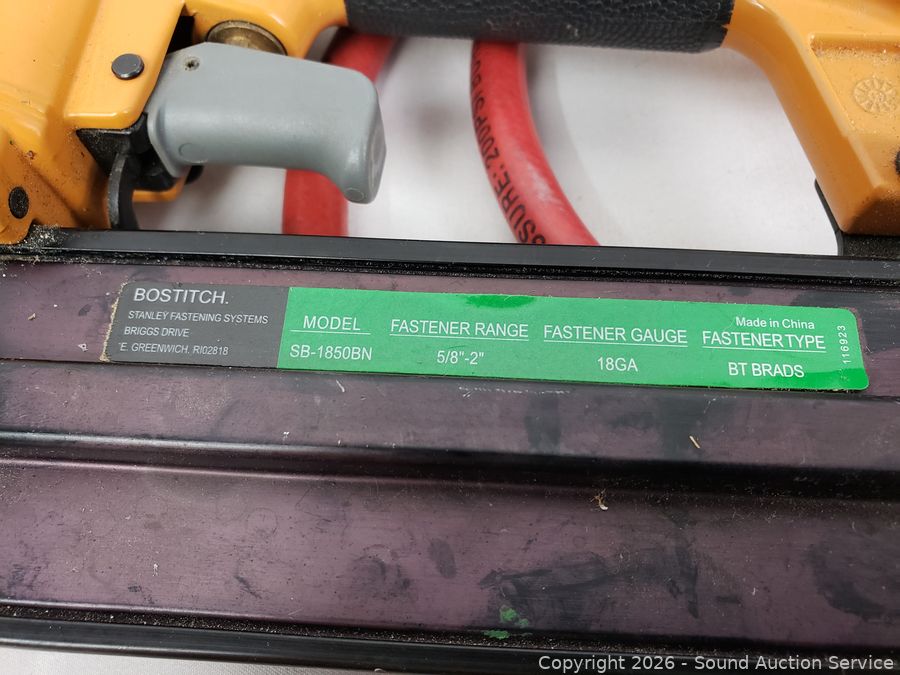 SSURE: 200PSI
BOSTITCH.
STANLEY FASTENING SYSTEMS
BRIGGS DRIVE
E. GREENWICH, RI02818
MODEL
SB-1850BN
FASTENER RANGE
5/8"-2"
FASTENER GAUGE
18GA
Made in China
FASTENER TYPE
BT BRADS
116923
Copyright 2026 - Sound Auction Service